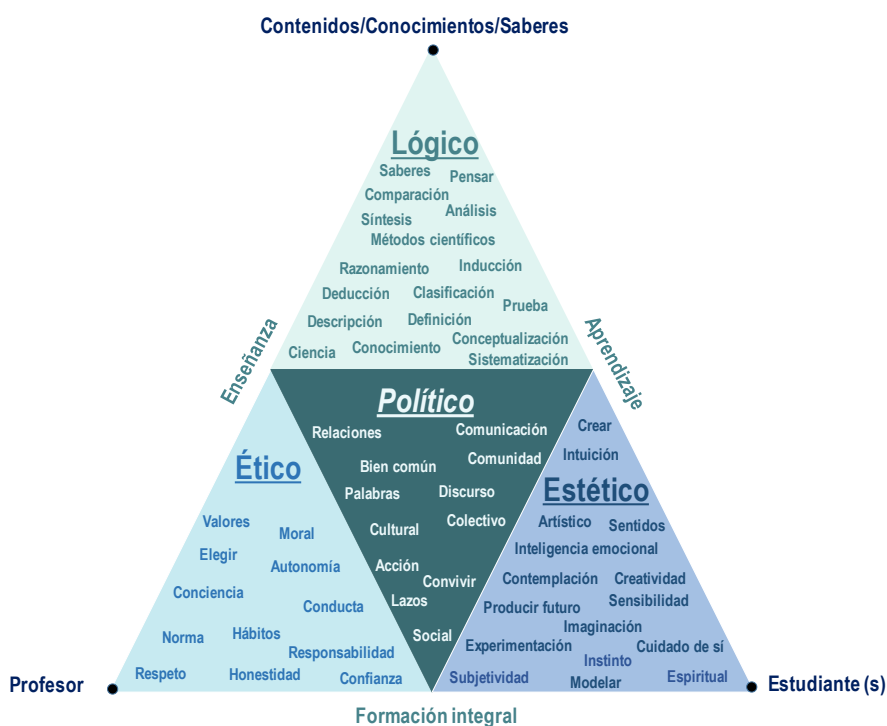 Contenidos/Conocimientos/Saberes
Lógico
Saberes
Pensar
Comparación
Análisis
Síntesis
Métodos científicos
Razonamiento
Inducción
Deducción
Clasificación
Prueba
Descripción
Definición
Conceptualización
Ciencia
Conocimiento
Sistematización
Enseñanza
Aprendizaje
Político
Relaciones
Comunicación
Bien común
Comunidad
Palabras
Discurso
Cultural
Colectivo
Acción
Convivir
Lazos
Social
Ético
Valores
Moral
Elegir
Autonomía
Conciencia
Conducta
Norma
Hábitos
Responsabilidad
Respeto
Honestidad
Confianza
Crear
Intuición
Estético
Artístico
Sentidos
Inteligencia emocional
Contemplación
Creatividad
Producir futuro
Sensibilidad
Imaginación
Experimentación
Cuidado de sí
Instinto
Subjetividad
Modelar
Espiritual
Profesor
Estudiante (s)
Formación integral